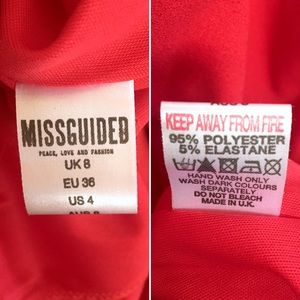 MISSGUIDED
PEACE, LOVE AND FASHION
UK 8
EU 36
US 4
KEEP AWAY FROM FIRE
95% POLYESTER
5% ELASTANE
HAND WASH ONLY
WASH DARK COLOURS
SEPARATELY
DO NOT BLEACH
MADE IN U.K.